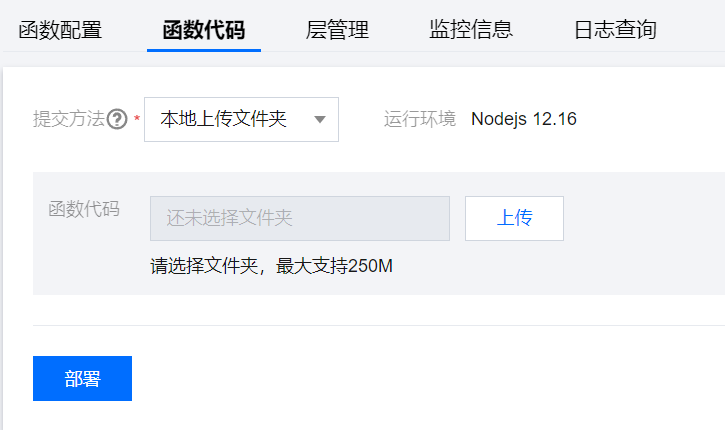 函数配置 函数代码 层管理 监控信息 日志查询
提交方法 ? * 本地上传文件夹 运行环境 Nodejs 12.16
函数代码 还未选择文件夹 上传
请选择文件夹，最大支持250M
部署